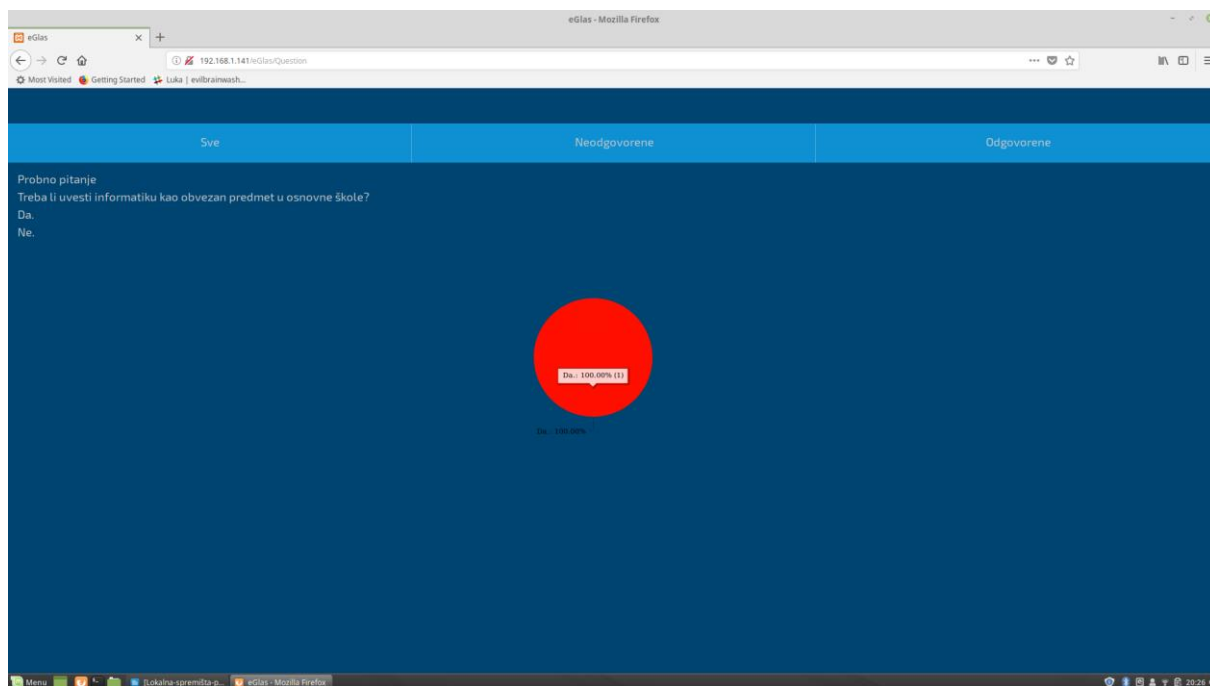 eGlas - Mozilla Firefox
eGlas
192.168.1.141/eGlas/Question
Most Visited Getting Started Luka | evilbrainwash...
Sve Neodgovorene Odgovorene
Probno pitanje
Treba li uvesti informatiku kao obvezan predmet u osnovne škole?
Da.
Ne.
Da.: 100.00% (1)
Da.: 100.00%
Menu [Lokalna-spremišta-p... eGlas - Mozilla Firefox 20:26